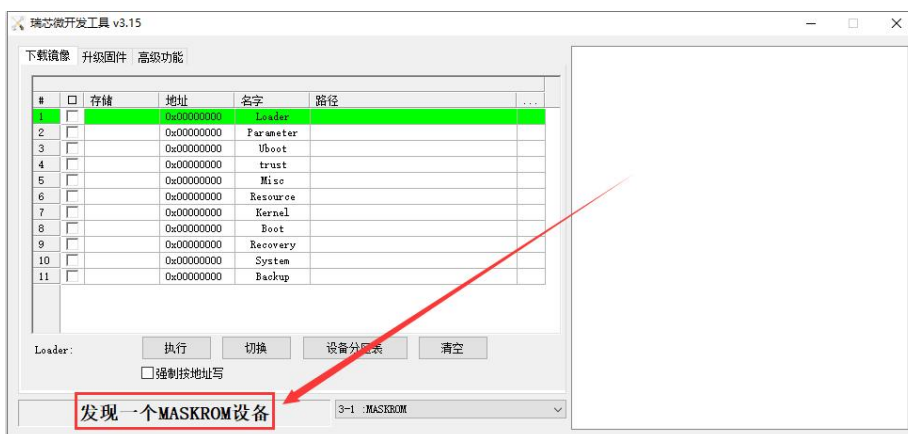 瑞芯微开发工具 v3.15
下载镜像 升级固件 高级功能
# 存储 地址 名字 路径 ...
1 0x00000000 Loader
2 0x00000000 Parameter
3 0x00000000 Uboot
4 0x00000000 trust
5 0x00000000 Misc
6 0x00000000 Resource
7 0x00000000 Kernel
8 0x00000000 Boot
9 0x00000000 Recovery
10 0x00000000 System
11 0x00000000 Backup
Loader: 执行 切换 设备分区表 清空
强制按地址写
发现一个MASKROM设备 3-1 :MASKROM